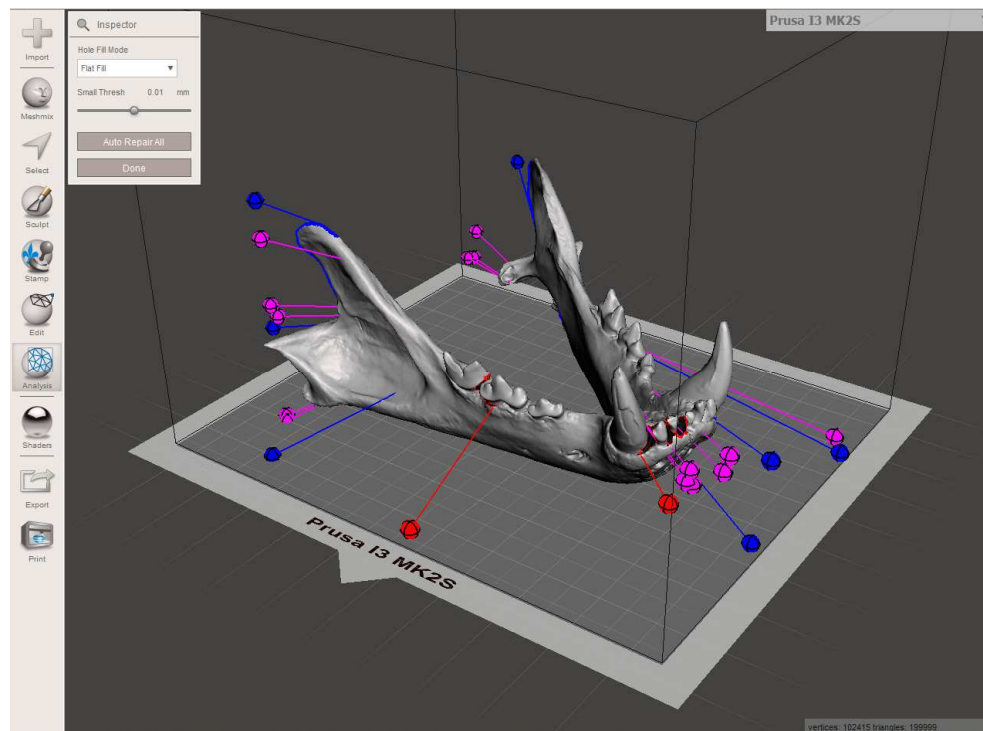 Import
Meshmix
Select
Sculpt
Stamp
Edit
Analysis
Shaders
Export
Print
Inspector
Hole Fill Mode
Flat Fill
Small Thresh 0.01 mm
Auto Repair All
Done
Prusa I3 MK2S
Prusa I3 MK2S
vertices: 102415 triangles: 199999